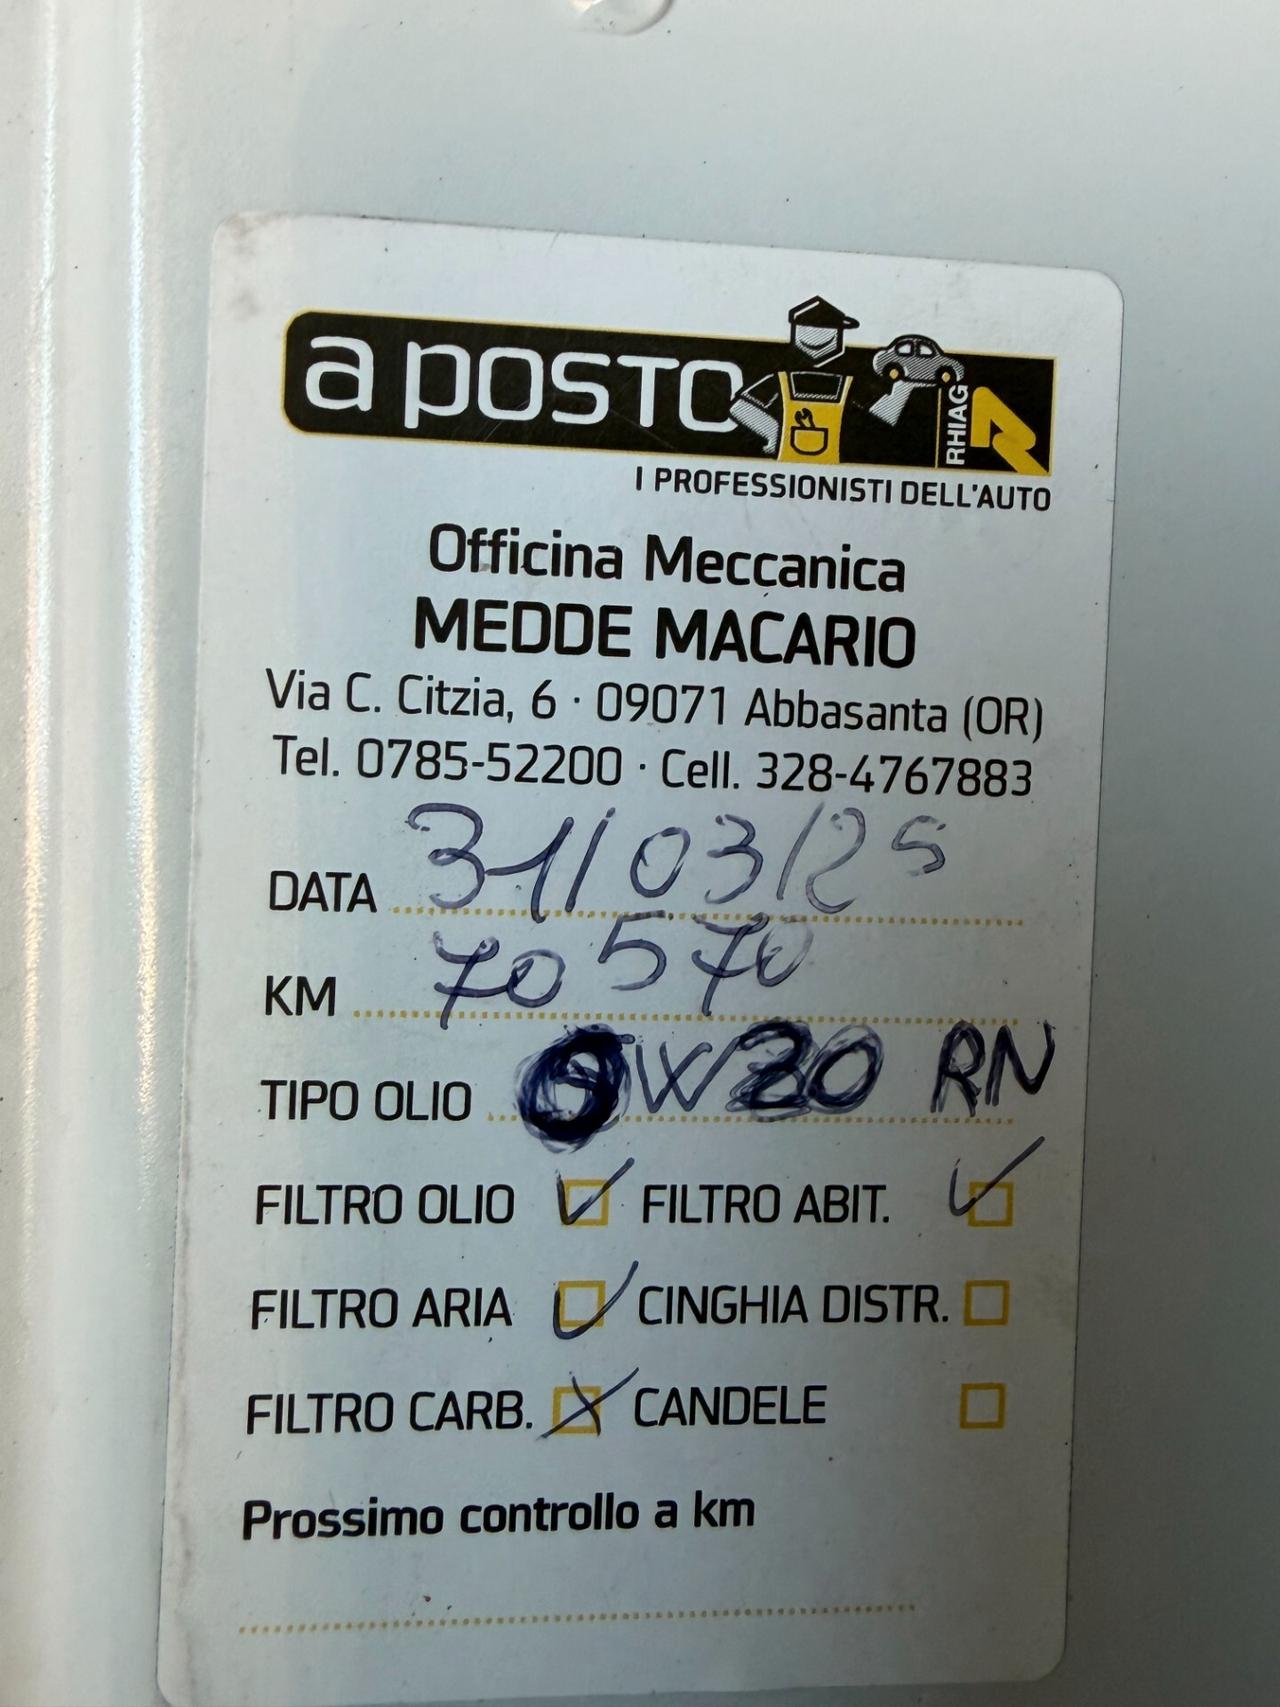 a POSTO
RHIAG
I PROFESSIONISTI DELL'AUTO
Officina Meccanica
MEDDE MACARIO
Via C. Citzia, 6 · 09071 Abbasanta (OR)
Tel. 0785-52200 · Cell. 328-4767883
DATA 31/03/25
KM 70570
TIPO OLIO 0W20 RN
FILTRO OLIO FILTRO ABIT.
FILTRO ARIA CINGHIA DISTR.
FILTRO CARB. CANDELE
Prossimo controllo a km